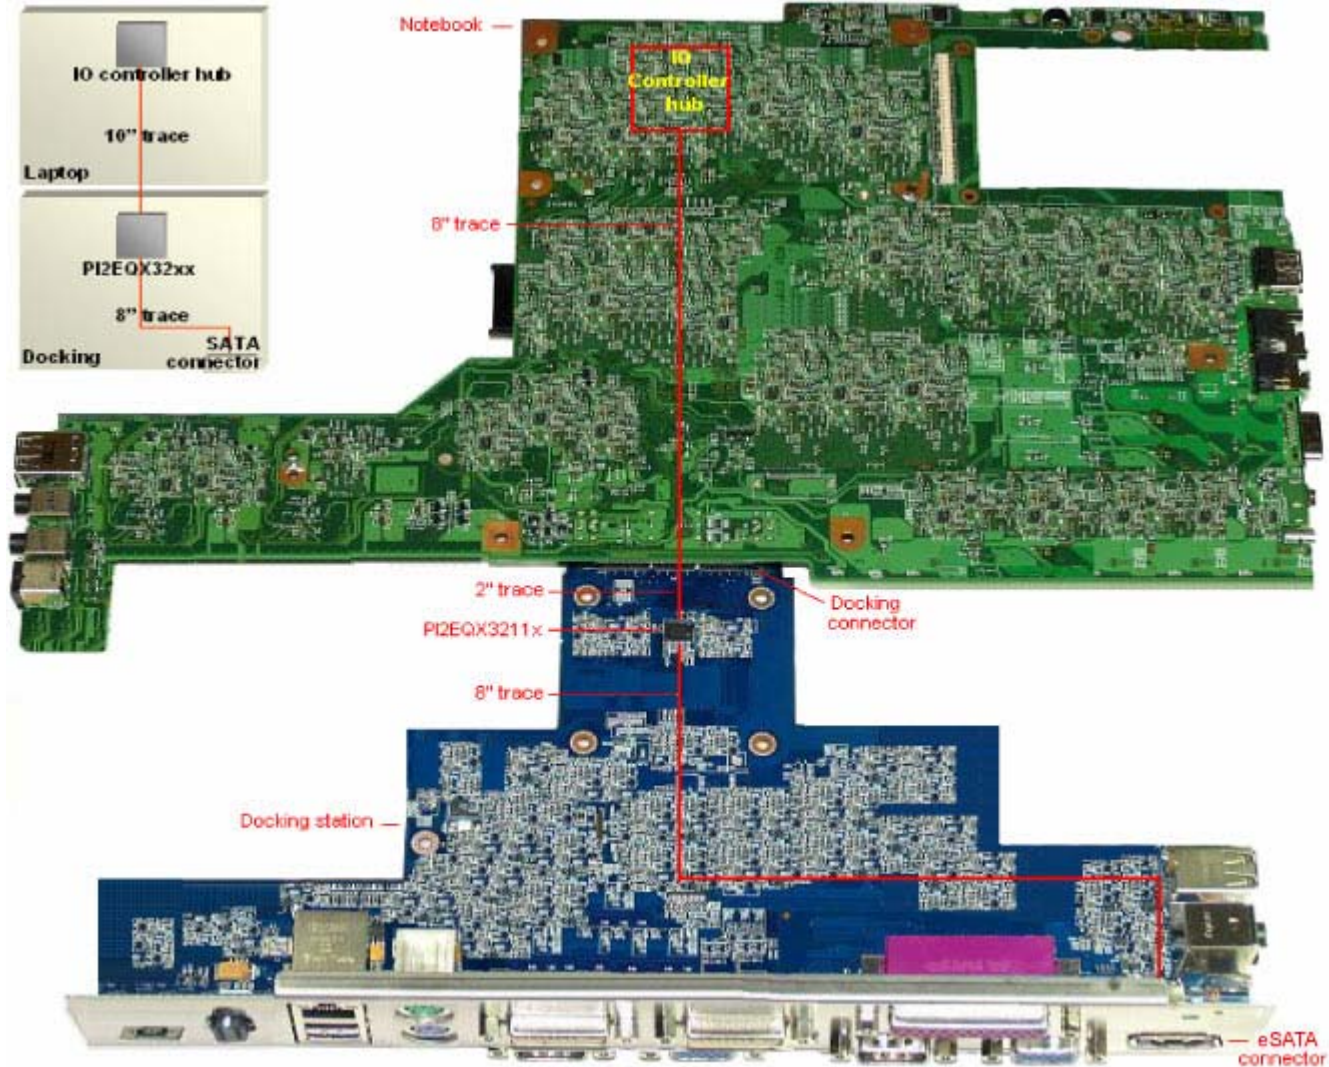 IO controller hub
10" trace
Laptop
PI2EQX32xx
8" trace
Docking
SATA
connector
Notebook
IO
Controller
hub
8" trace
2" trace
Docking
connector
PI2EQX3211x
8" trace
Docking station
eSATA
connector